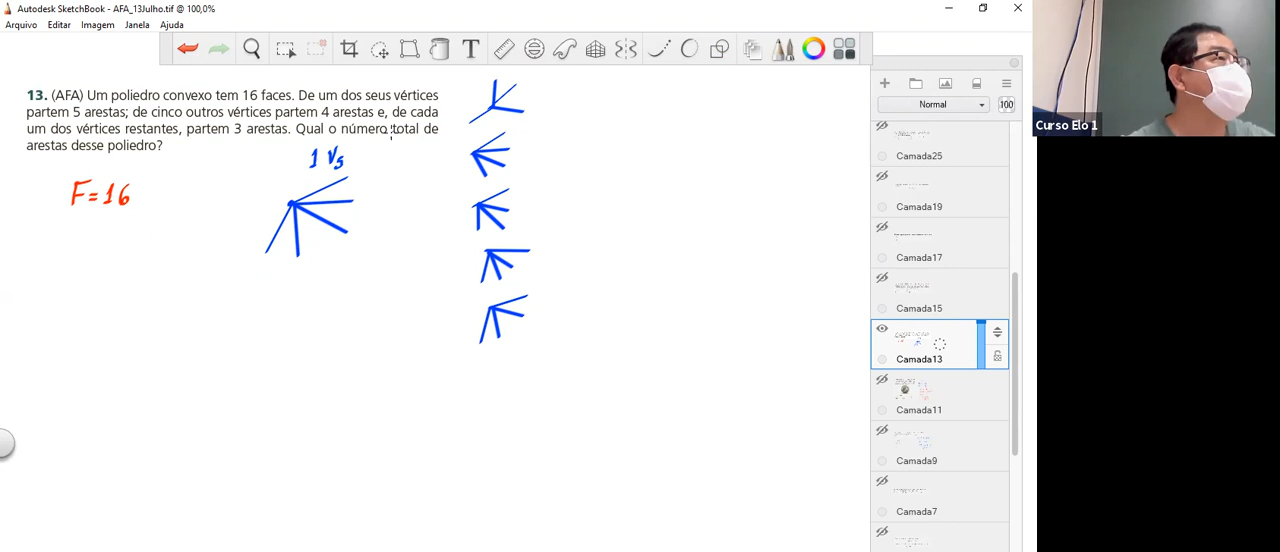 Autodesk SketchBook - AFA_13Julho.tif @ 100,0%
Arquivo Editar Imagem Janela Ajuda
13. (AFA) Um poliedro convexo tem 16 faces. De um dos seus vértices
partem 5 arestas; de cinco outros vértices partem 4 arestas e, de cada
um dos vértices restantes, partem 3 arestas. Qual o número total de
arestas desse poliedro?
1 V5
F=16
Normal
100
Camada25
Camada19
Camada17
Camada15
Camada13
Camada11
Camada9
Camada7
Curso Elo 1